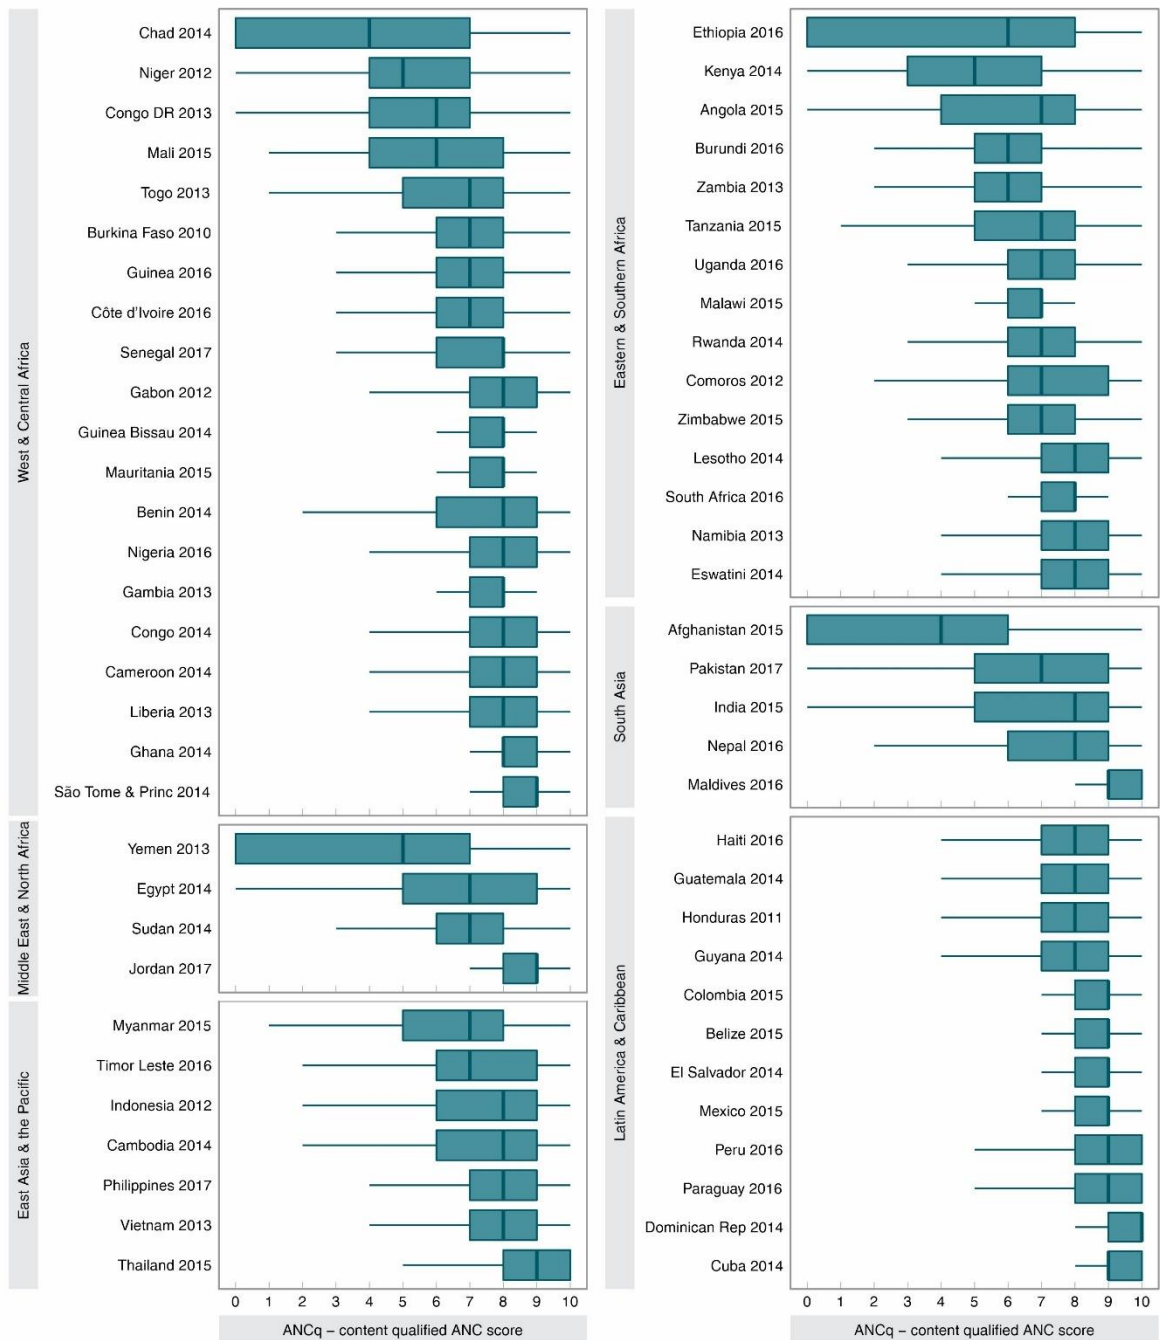 West & Central Africa
Chad 2014
Niger 2012
Congo DR 2013
Mali 2015
Togo 2013
Burkina Faso 2010
Guinea 2016
Côte d'Ivoire 2016
Senegal 2017
Gabon 2012
Guinea Bissau 2014
Mauritania 2015
Benin 2014
Nigeria 2016
Gambia 2013
Congo 2014
Cameroon 2014
Liberia 2013
Ghana 2014
São Tome & Princ 2014
Middle East & North Africa
Yemen 2013
Egypt 2014
Sudan 2014
Jordan 2017
East Asia & the Pacific
Myanmar 2015
Timor Leste 2016
Indonesia 2012
Cambodia 2014
Philippines 2017
Vietnam 2013
Thailand 2015
0 1 2 3 4 5 6 7 8 9 10
ANCq – content qualified ANC score
Eastern & Southern Africa
Ethiopia 2016
Kenya 2014
Angola 2015
Burundi 2016
Zambia 2013
Tanzania 2015
Uganda 2016
Malawi 2015
Rwanda 2014
Comoros 2012
Zimbabwe 2015
Lesotho 2014
South Africa 2016
Namibia 2013
Eswatini 2014
South Asia
Afghanistan 2015
Pakistan 2017
India 2015
Nepal 2016
Maldives 2016
Latin America & Caribbean
Haiti 2016
Guatemala 2014
Honduras 2011
Guyana 2014
Colombia 2015
Belize 2015
El Salvador 2014
Mexico 2015
Peru 2016
Paraguay 2016
Dominican Rep 2014
Cuba 2014
0 1 2 3 4 5 6 7 8 9 10
ANCq – content qualified ANC score